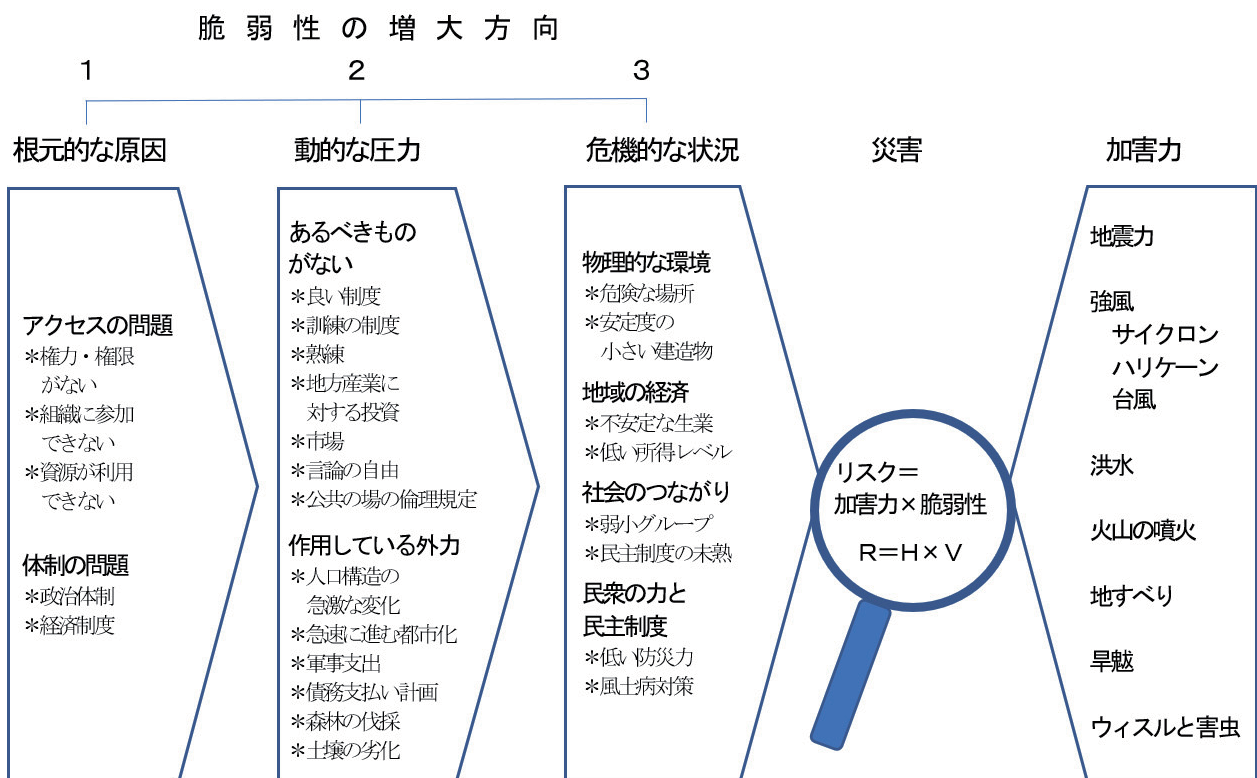 脆弱性の増大方向
1
2
3
根元的な原因
動的な圧力
危機的な状況
災害
加害力
アクセスの問題
＊権力・権限
がない
＊組織に参加
できない
＊資源が利用
できない
体制の問題
＊政治体制
＊経済制度
あるべきもの
がない
＊良い制度
＊訓練の制度
＊熟練
＊地方産業に
対する投資
＊市場
＊言論の自由
＊公共の場の倫理規定
作用している外力
＊人口構造の
急激な変化
＊急速に進む都市化
＊軍事支出
＊債務支払い計画
＊森林の伐採
＊土壌の劣化
物理的な環境
＊危険な場所
＊安定度の
小さい建造物
地域の経済
＊不安定な生業
＊低い所得レベル
社会のつながり
＊弱小グループ
＊民主制度の未熟
民衆の力と
民主制度
＊低い防災力
＊風土病対策
リスク＝
加害力×脆弱性
R＝H×V
地震力
強風
サイクロン
ハリケーン
台風
洪水
火山の噴火
地すべり
旱魃
ウィスルと害虫